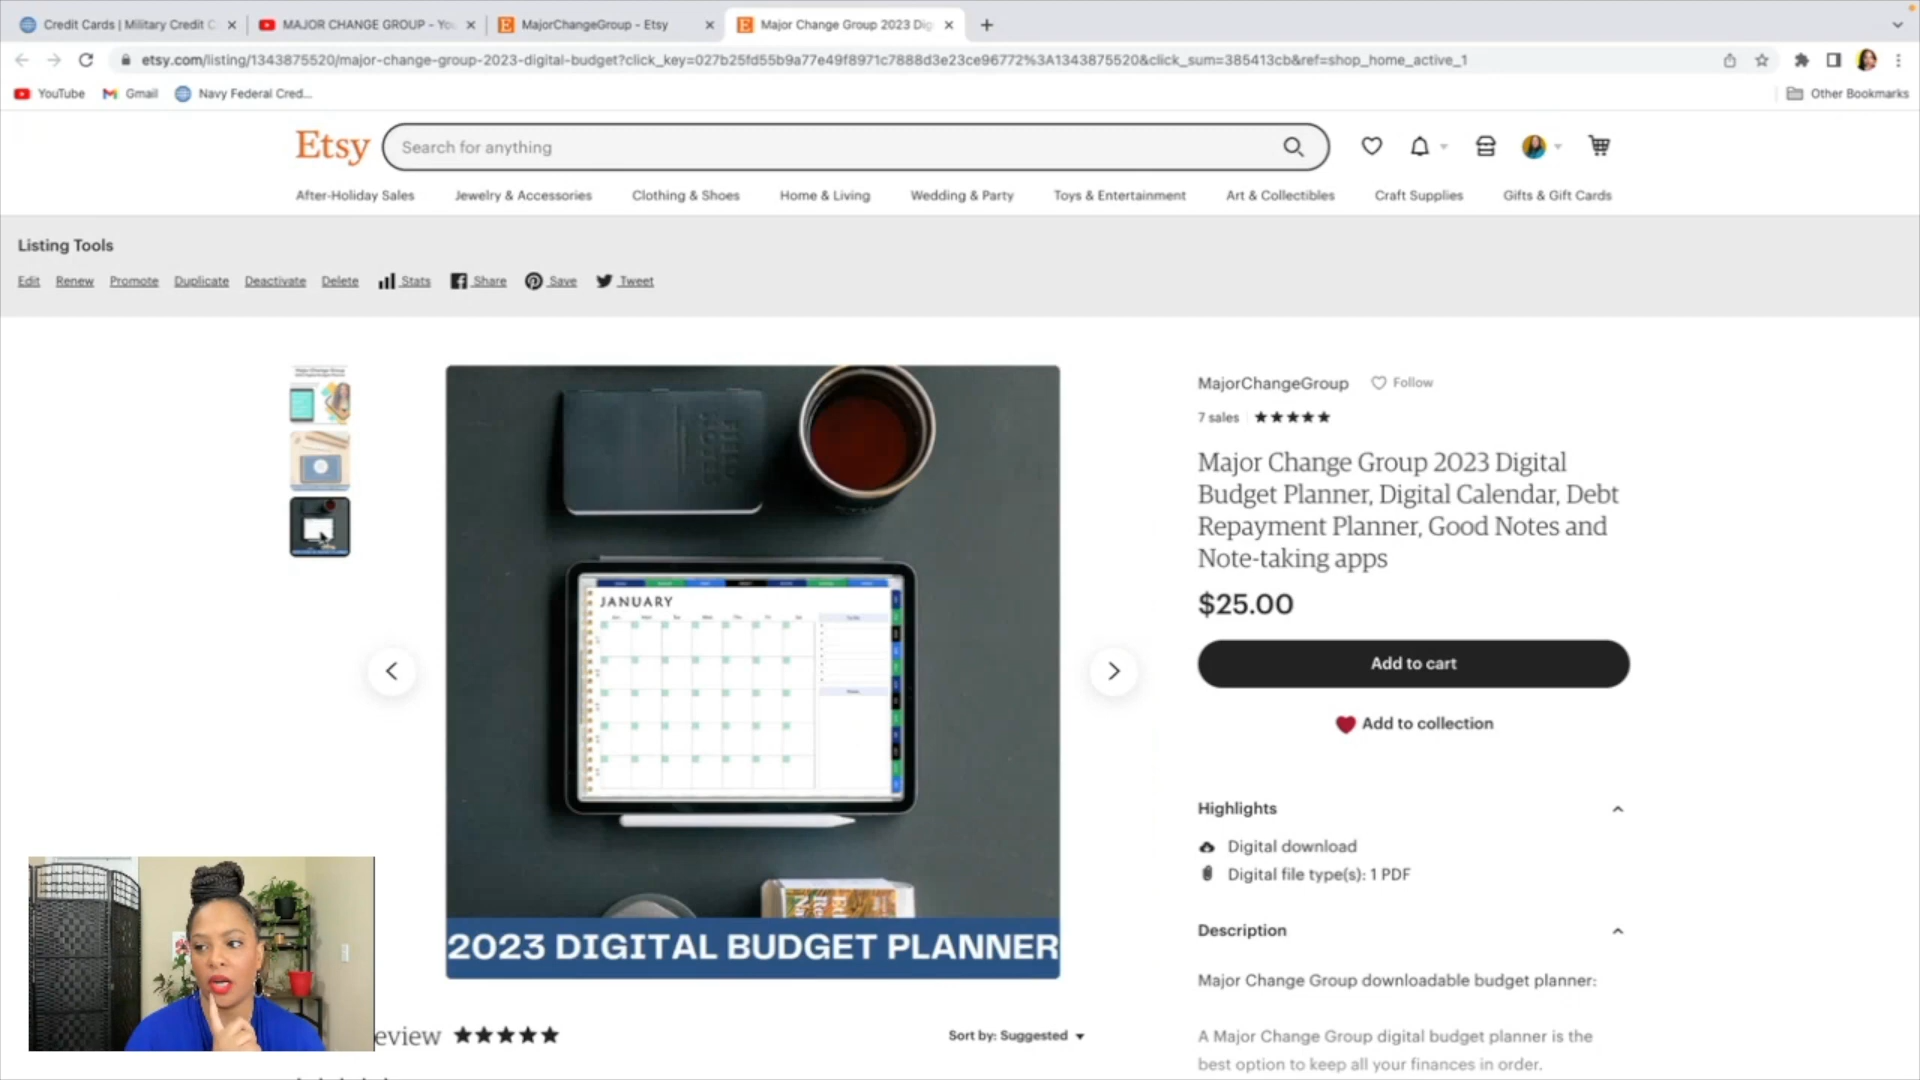 Credit Cards | Military Credit C
MAJOR CHANGE GROUP - You
MajorChangeGroup - Etsy
Major Change Group 2023 Dig
etsy.com/listing/1343875520/major-change-group-2023-digital-budget?click_key=027b25fd55b9a77e49f8971c7888d3e23ce96772%3A1343875520&click_sum=385413cb&ref=shop_home_active_1
YouTube
Gmail
Navy Federal Cred...
Other Bookmarks
Etsy
Search for anything
After-Holiday Sales
Jewelry & Accessories
Clothing & Shoes
Home & Living
Wedding & Party
Toys & Entertainment
Art & Collectibles
Craft Supplies
Gifts & Gift Cards
Listing Tools
Edit
Renew
Promote
Duplicate
Deactivate
Delete
Stats
Share
Save
Tweet
FIELD NOTES
JANUARY
2023 DIGITAL BUDGET PLANNER
MajorChangeGroup
Follow
7 sales
Major Change Group 2023 Digital
Budget Planner, Digital Calendar, Debt
Repayment Planner, Good Notes and
Note-taking apps
$25.00
Add to cart
Add to collection
Highlights
Digital download
Digital file type(s): 1 PDF
Description
Major Change Group downloadable budget planner:
A Major Change Group digital budget planner is the
best option to keep all your finances in order.
eview
Sort by: Suggested